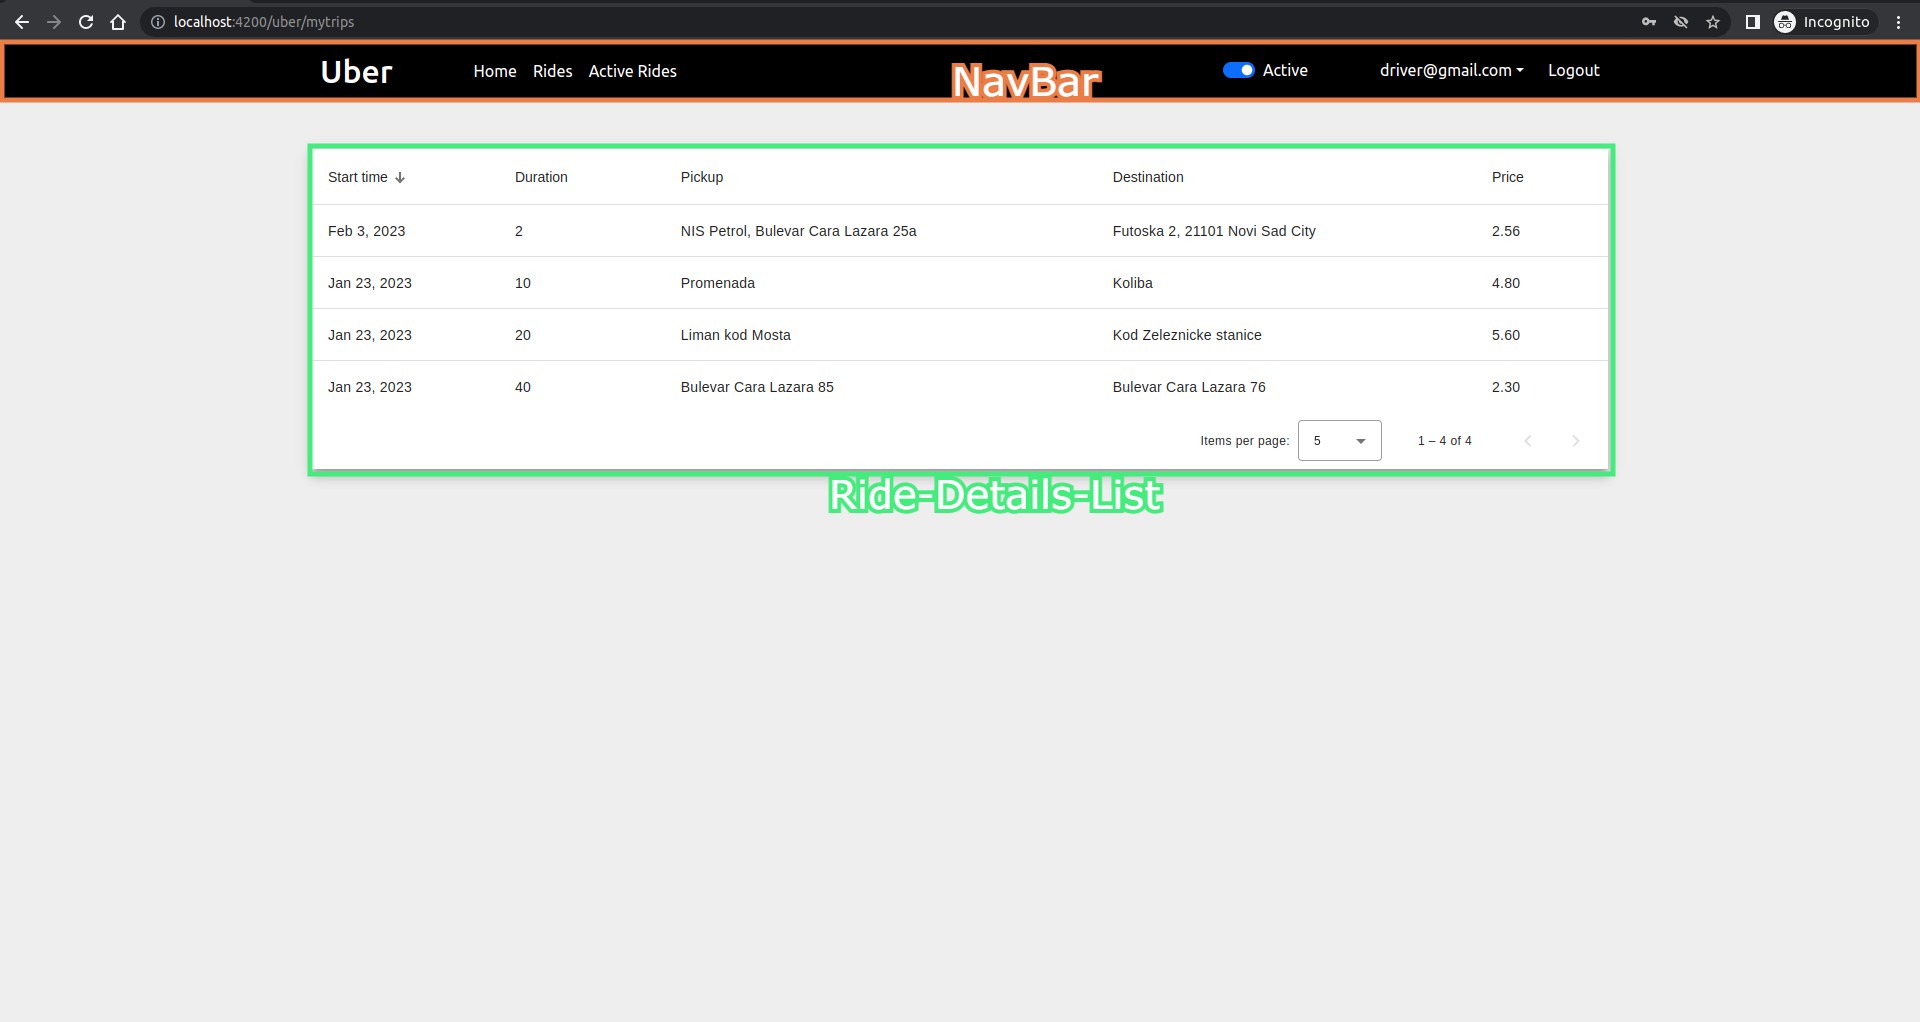 localhost:4200/uber/mytrips Incognito
Uber Home Rides Active Rides NavBar Active driver@gmail.com Logout
Start time Duration Pickup Destination Price
Feb 3, 2023 2 NIS Petrol, Bulevar Cara Lazara 25a Futoska 2, 21101 Novi Sad City 2.56
Jan 23, 2023 10 Promenada Koliba 4.80
Jan 23, 2023 20 Liman kod Mosta Kod Zeleznicke stanice 5.60
Jan 23, 2023 40 Bulevar Cara Lazara 85 Bulevar Cara Lazara 76 2.30
Items per page: 5 1 – 4 of 4
Ride-Details-List